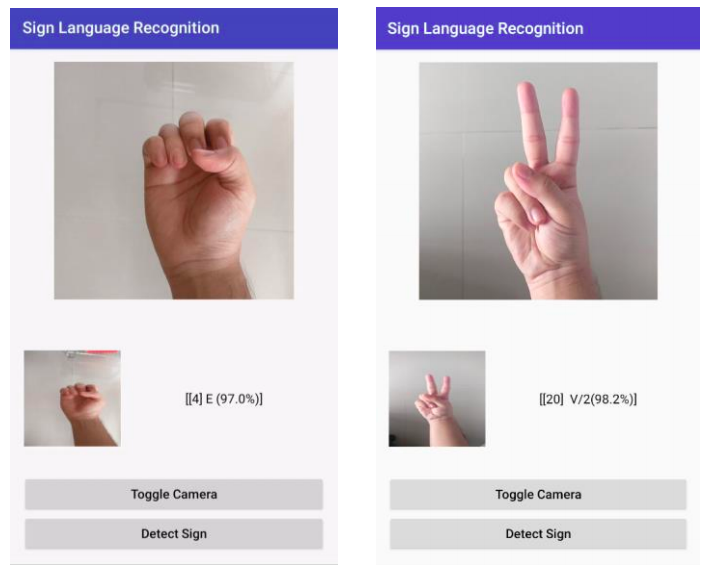 Sign Language Recognition
[[4] E (97.0%)]
Toggle Camera
Detect Sign
Sign Language Recognition
[[20] V/2(98.2%)]
Toggle Camera
Detect Sign